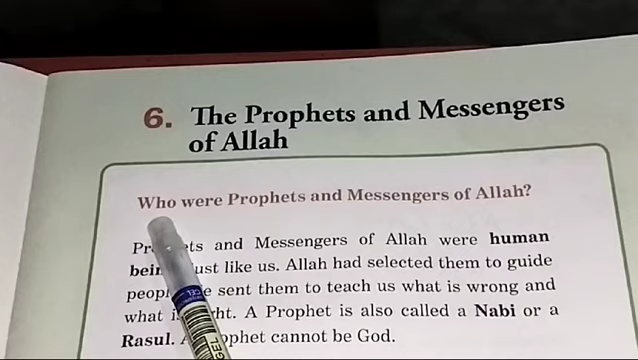 6. The Prophets and Messengers
of Allah
Who were Prophets and Messengers of Allah?
and Messengers of Allah were human
just like us. Allah had selected them to guide
sent them to teach us what is wrong and
what A Prophet is also called a Nabi or a
Rasul. cannot be God.
GEL